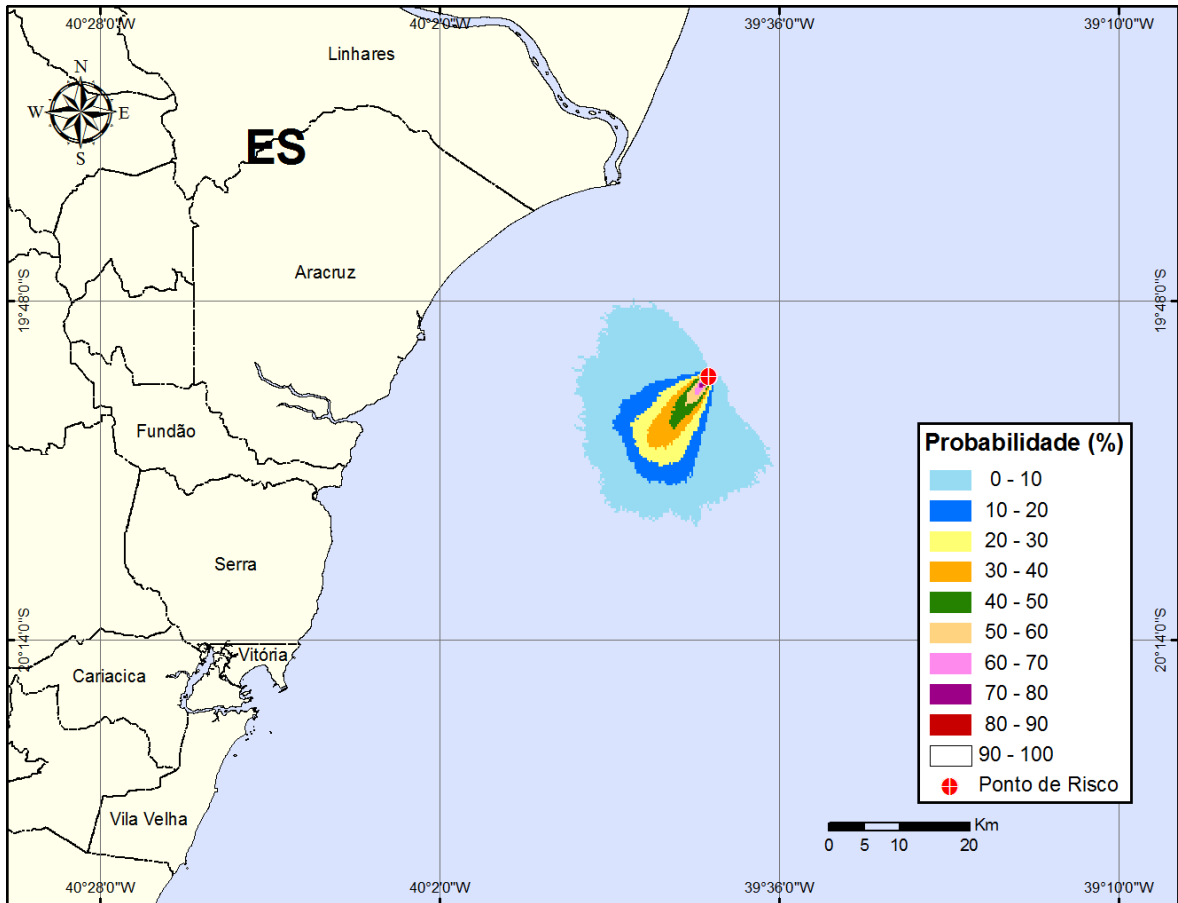 40°28'0"W
40°2'0"W
39°36'0"W
39°10'0"W
Linhares
N
W
E
S
ES
Aracruz
19°48'0"S
19°48'0"S
Fundão
Serra
Vitória
Cariacica
Vila Velha
20°14'0"S
20°14'0"S
Probabilidade (%)
0 - 10
10 - 20
20 - 30
30 - 40
40 - 50
50 - 60
60 - 70
70 - 80
80 - 90
90 - 100
Ponto de Risco
Km
0 5 10 20
40°28'0"W
40°20'0"W
39°36'0"W
39°10'0"W